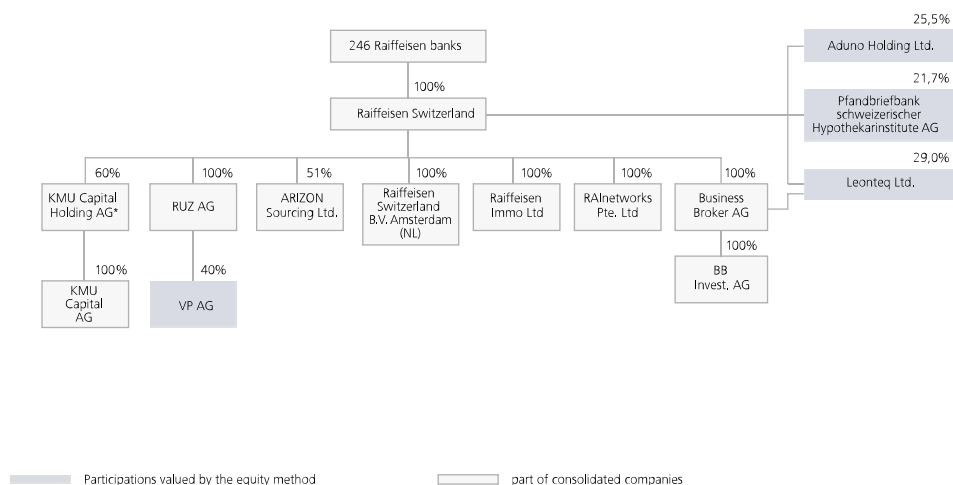 25,5%
246 Raiffeisen banks
Aduno Holding Ltd.
100%
21,7%
Raiffeisen Switzerland
Pfandbriefbank
schweizerischer
Hypothekarinstitute AG
29,0%
Leonteq Ltd.
60%
100%
51%
100%
100%
100%
100%
KMU Capital
Holding AG*
RUZ AG
ARIZON
Sourcing Ltd.
Raiffeisen
Switzerland
B.V. Amsterdam
(NL)
Raiffeisen
Immo Ltd
RAInetworks
Pte. Ltd
Business
Broker AG
100%
40%
100%
KMU
Capital
AG
VP AG
BB
Invest. AG
Participations valued by the equity method
part of consolidated companies